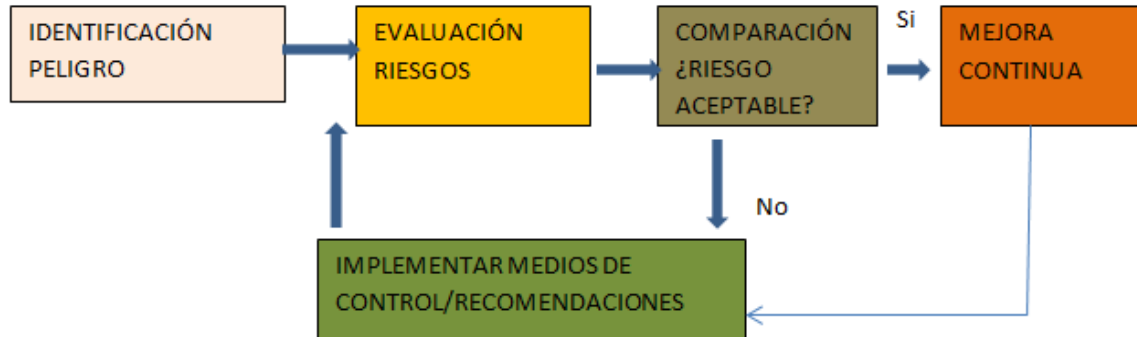 IDENTIFICACIÓN
PELIGRO
EVALUACIÓN
RIESGOS
COMPARACIÓN
¿RIESGO
ACEPTABLE?
Si
MEJORA
CONTINUA
No
IMPLEMENTAR MEDIOS DE
CONTROL/RECOMENDACIONES